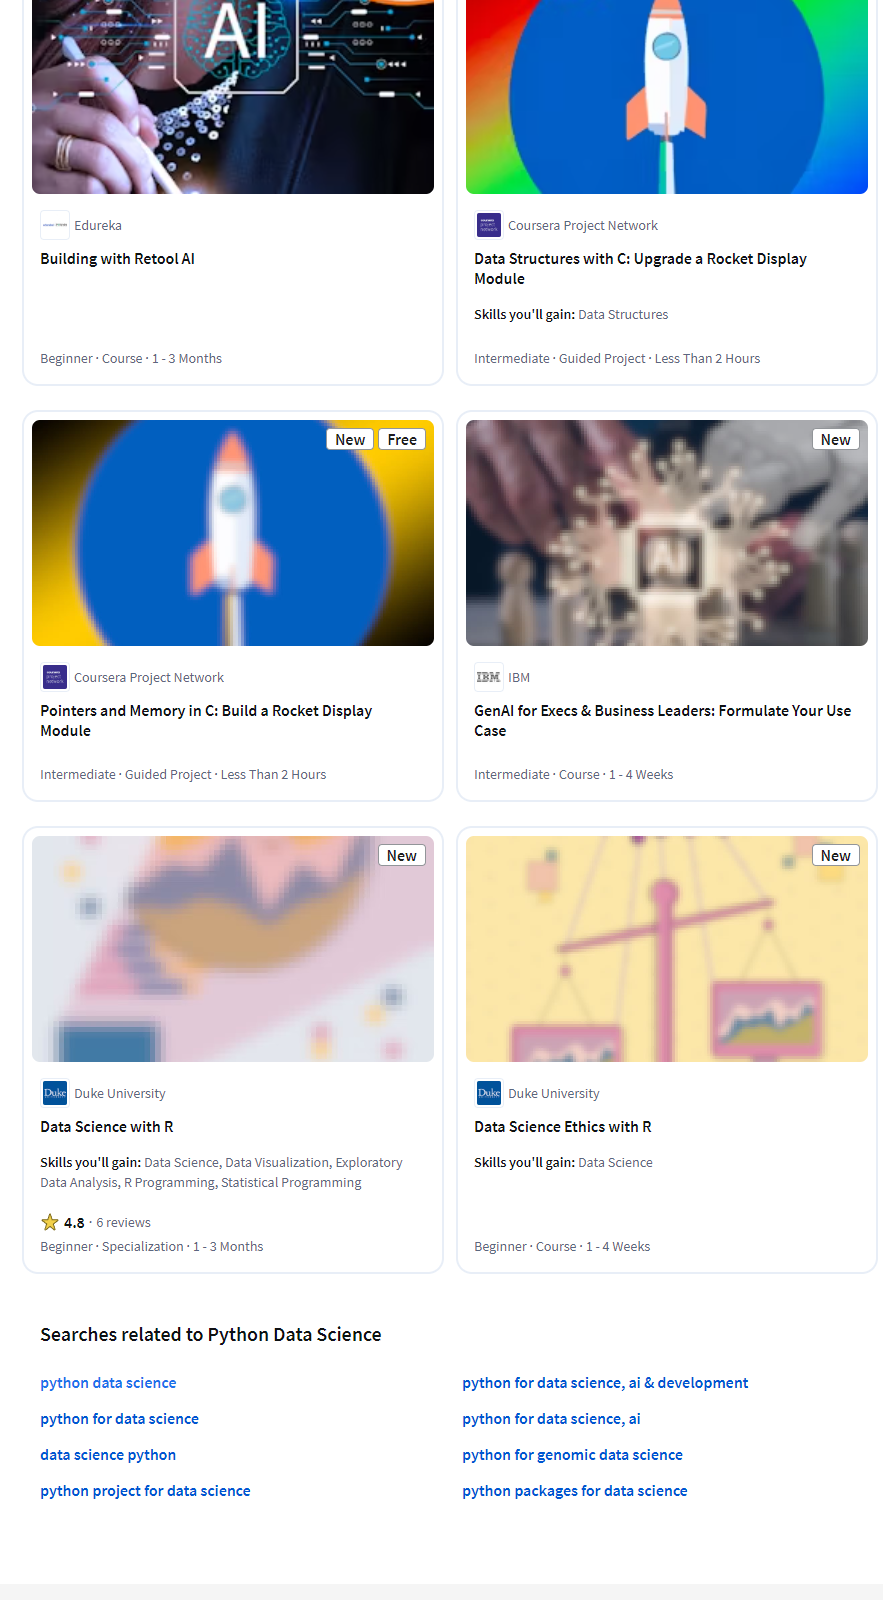 AI
Edureka
Building with Retool AI
Beginner · Course · 1 - 3 Months
Coursera Project Network
Data Structures with C: Upgrade a Rocket Display
Module
Skills you'll gain: Data Structures
Intermediate · Guided Project · Less Than 2 Hours
New
Free
Coursera Project Network
Pointers and Memory in C: Build a Rocket Display
Module
Intermediate · Guided Project · Less Than 2 Hours
New
AI
IBM
IBM
GenAI for Execs & Business Leaders: Formulate Your Use
Case
Intermediate · Course · 1 - 4 Weeks
New
Duke
Duke University
Data Science with R
Skills you'll gain: Data Science, Data Visualization, Exploratory
Data Analysis, R Programming, Statistical Programming
4.8 · 6 reviews
Beginner · Specialization · 1 - 3 Months
New
Duke
Duke University
Data Science Ethics with R
Skills you'll gain: Data Science
Beginner · Course · 1 - 4 Weeks
Searches related to Python Data Science
python data science
python for data science
data science python
python project for data science
python for data science, ai & development
python for data science, ai
python for genomic data science
python packages for data science